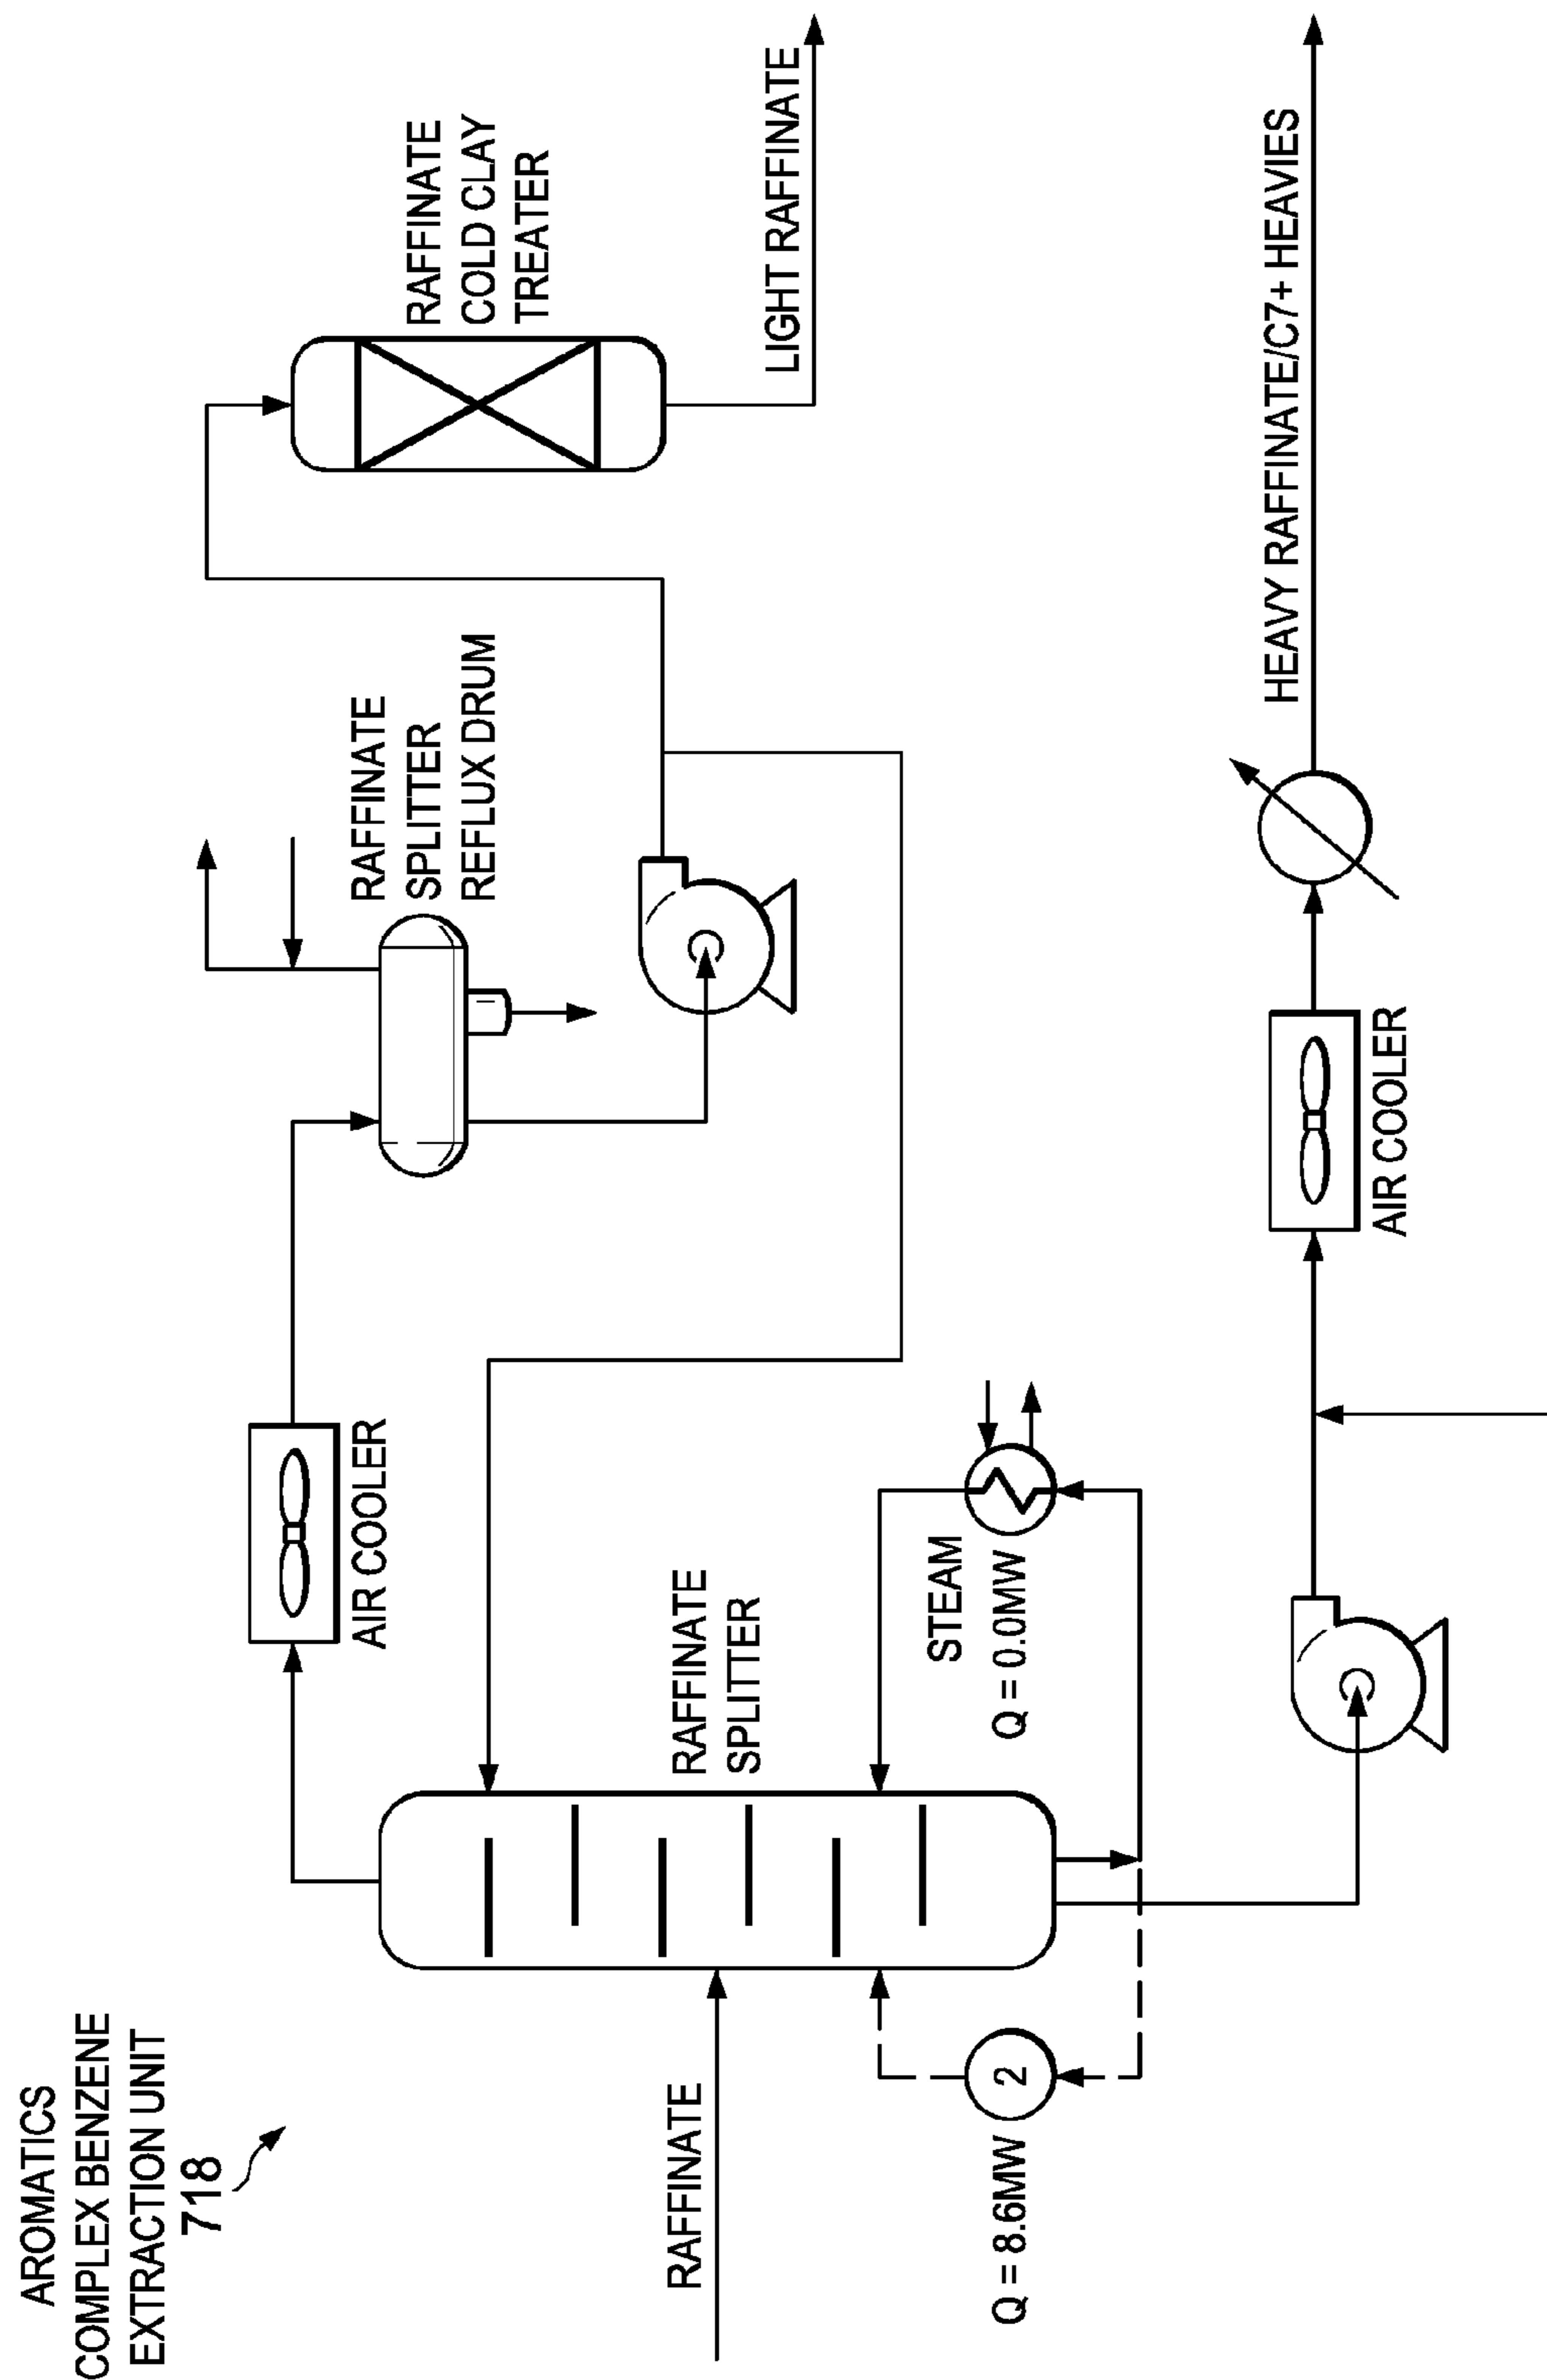 AROMATICS
COMPLEX BENZENE
EXTRACTION UNIT
718
AIR COOLER
RAFFINATE
SPLITTER
REFLUX DRUM
RAFFINATE
COLD CLAY
TREATER
RAFFINATE
RAFFINATE
SPLITTER
LIGHT RAFFINATE
STEAM
Q = 0.0MW
Q = 8.6MW
2
HEAVY RAFFINATE/C7+ HEAVIES
AIR COOLER